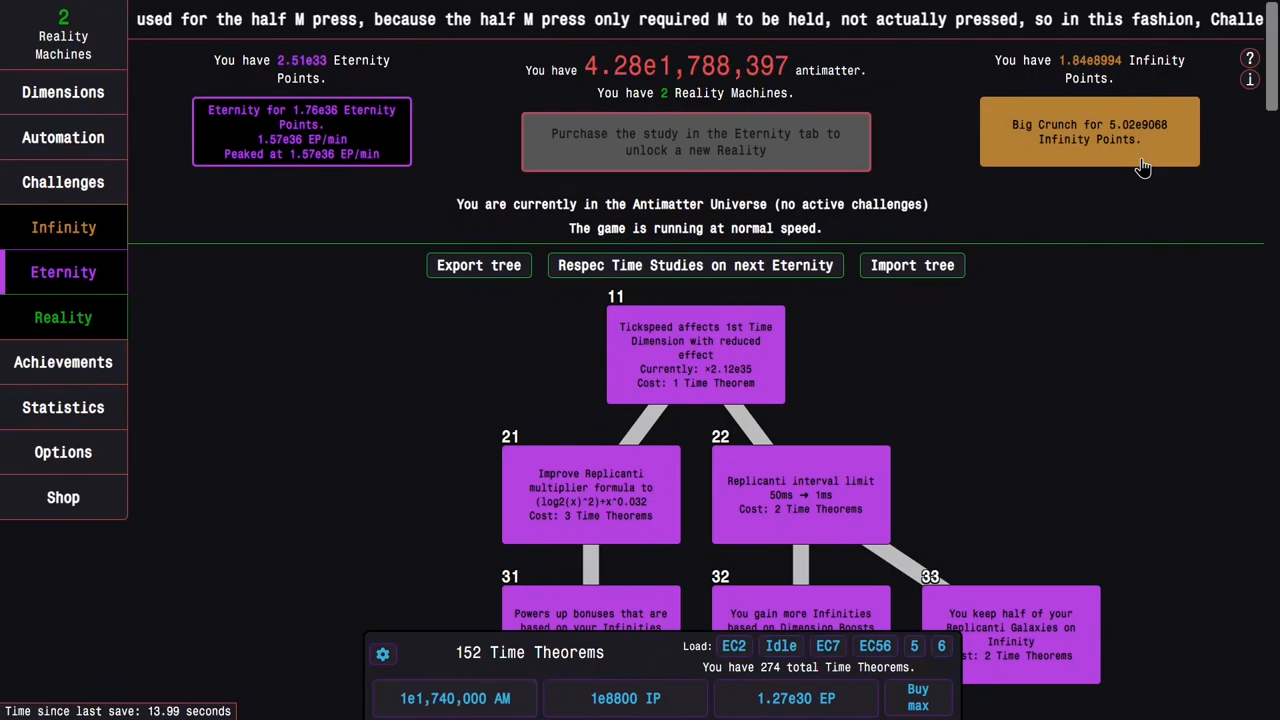 2
Reality
Machines
used for the half M press, because the half M press only required M to be held, not actually pressed, so in this fashion, Challe
You have 2.51e33 Eternity
Points.
Eternity for 1.76e36 Eternity
Points.
1.57e36 EP/min
Peaked at 1.57e36 EP/min
You have 4.28e1,788,397 antimatter.
You have 2 Reality Machines.
Purchase the study in the Eternity tab to
unlock a new Reality
You have 1.84e8994 Infinity
Points.
Big Crunch for 5.02e9068
Infinity Points.
?
i
You are currently in the Antimatter Universe (no active challenges)
The game is running at normal speed.
Dimensions
Automation
Challenges
Infinity
Eternity
Reality
Achievements
Statistics
Options
Shop
Export tree
Respec Time Studies on next Eternity
Import tree
11
Tickspeed affects 1st Time
Dimension with reduced
effect
Currently: ×2.12e35
Cost: 1 Time Theorem
21
Improve Replicanti
multiplier formula to
(log2(x)^2)+x^0.032
Cost: 3 Time Theorems
22
Replicanti interval limit
50ms ➜ 1ms
Cost: 2 Time Theorems
31
Powers up bonuses that are
based on your Infinities
32
You gain more Infinities
based on Dimension Boosts
33
You keep half of your
Replicanti Galaxies on
Infinity
st: 2 Time Theorems
152 Time Theorems
Load: EC2 Idle EC7 EC56 5 6
You have 274 total Time Theorems.
1e1,740,000 AM
1e8800 IP
1.27e30 EP
Buy
max
Time since last save: 13.99 seconds